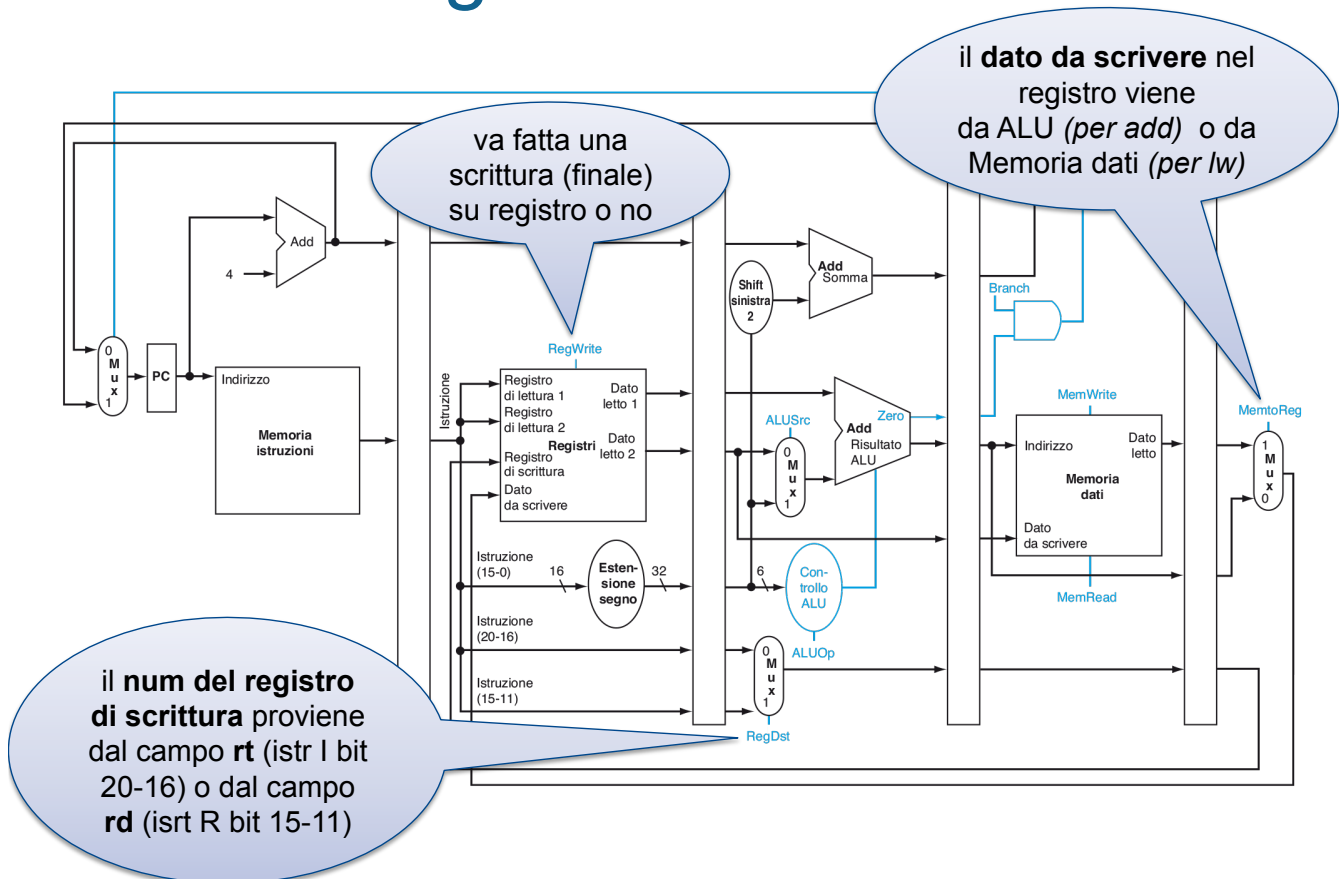 il dato da scrivere nel
registro viene
da ALU (per add) o da
Memoria dati (per lw)
va fatta una
scrittura (finale)
su registro o no
Add
4
0
M
u
x
1
PC
Indirizzo
Memoria
istruzioni
Istruzione
RegWrite
Registro
di lettura 1
Registro
di lettura 2
Registri
Registro
di scrittura
Dato
da scrivere
Dato
letto 1
Dato
letto 2
Istruzione
(15-0)
16
Esten-
sione
segno
32
Istruzione
(20-16)
Istruzione
(15-11)
Shift
sinistra
2
Add
Somma
ALUSrc
0
M
u
x
1
Add
Zero
Risultato
ALU
6
Con-
trollo
ALU
ALUOp
0
M
u
x
1
RegDst
Branch
MemWrite
Indirizzo
Dato
letto
Memoria
dati
Dato
da scrivere
MemRead
MemtoReg
1
M
u
x
0
il num del registro
di scrittura proviene
dal campo rt (istr I bit
20-16) o dal campo
rd (isrt R bit 15-11)